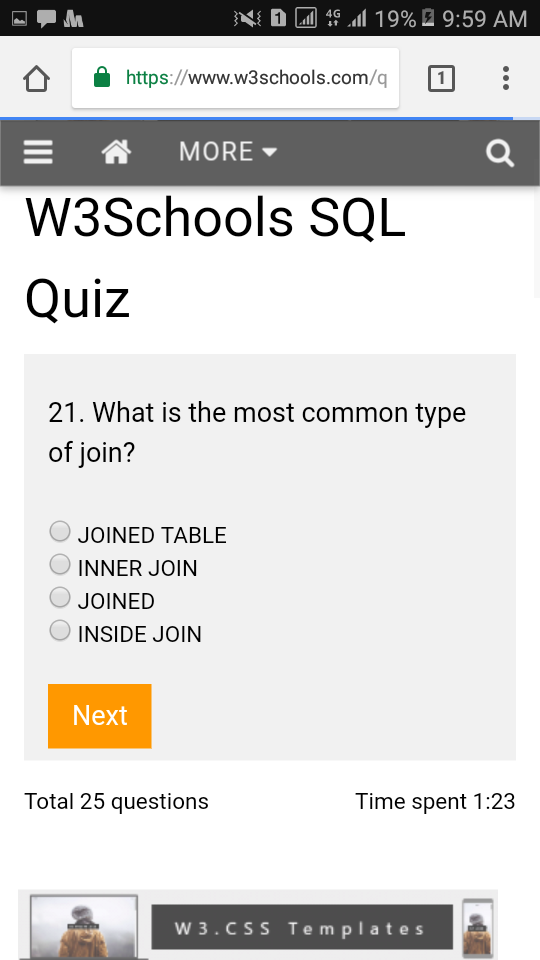 1 4G 19% 9:59 AM
https://www.w3schools.com/q 1
MORE
W3Schools SQL
Quiz
21. What is the most common type
of join?
JOINED TABLE
INNER JOIN
JOINED
INSIDE JOIN
Next
Total 25 questions Time spent 1:23
W3.CSS Templates